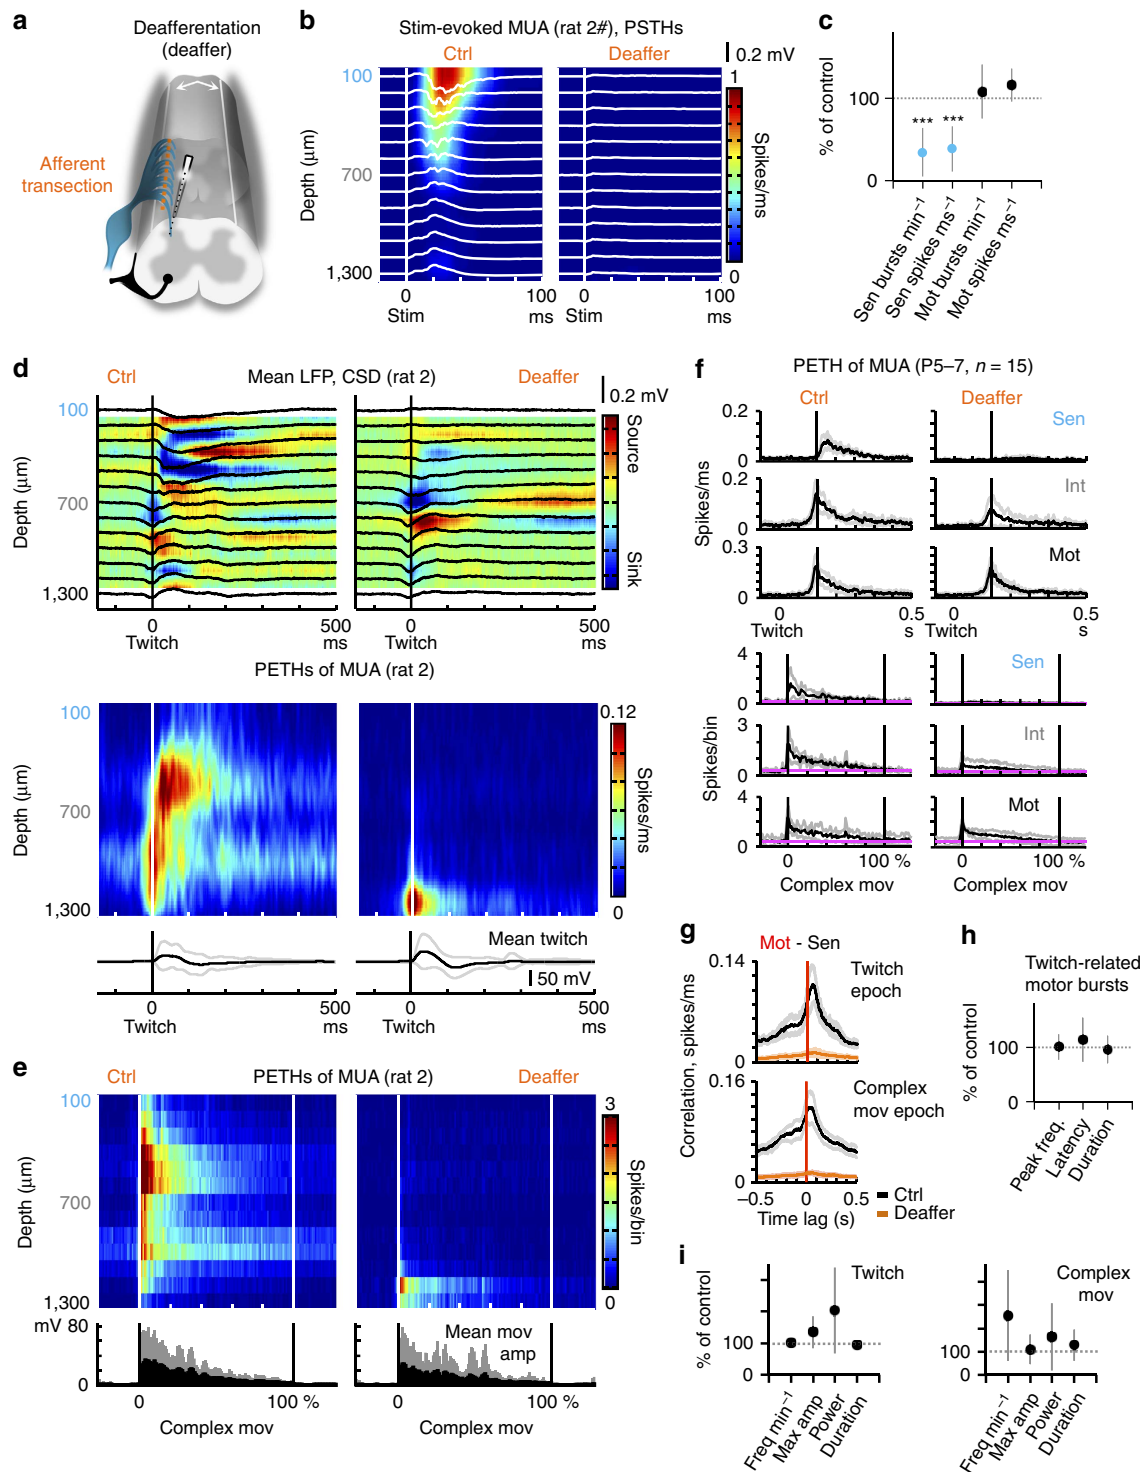 a
Deafferentation
(deaffer)
Afferent
transection
b
Stim-evoked MUA (rat 2#), PSTHs
Ctrl
Deaffer
0.2 mV
100
700
1,300
Depth (μm)
1
0
Spikes/ms
0
100
0
100
Stim
ms
Stim
ms
c
% of control
100
0
***
***
Sen bursts min⁻¹
Sen spikes ms⁻¹
Mot bursts min⁻¹
Mot spikes ms⁻¹
d
Ctrl
Mean LFP, CSD (rat 2)
Deaffer
0.2 mV
100
700
1,300
Depth (μm)
Source
Sink
0
500
0
500
Twitch
ms
Twitch
ms
PETHs of MUA (rat 2)
100
700
1,300
Depth (μm)
0.12
0
Spikes/ms
Mean twitch
50 mV
0
500
0
500
Twitch
ms
Twitch
ms
e
Ctrl
PETHs of MUA (rat 2)
Deaffer
100
700
1,300
Depth (μm)
3
0
Spikes/bin
mV 80
0
Mean mov
amp
0
100 %
0
100 %
Complex mov
Complex mov
f
PETH of MUA (P5–7, n = 15)
Ctrl
Deaffer
0.2
0
Sen
0.2
0
Int
0.3
0
Mot
Spikes/ms
0
0.5
0
0.5
Twitch
s
Twitch
s
4
0
Sen
3
0
Int
4
0
Mot
Spikes/bin
0
100 %
0
100 %
Complex mov
Complex mov
g
Mot - Sen
0.14
0
Twitch
epoch
0.16
0
Complex
mov epoch
Correlation, spikes/ms
−0.5
0
0.5
Time lag (s)
Ctrl
Deaffer
h
Twitch-related
motor bursts
% of control
100
0
Peak freq.
Latency
Duration
i
Twitch
% of control
100
0
Freq min⁻¹
Max amp
Power
Duration
Complex
mov
100
0
Freq min⁻¹
Max amp
Power
Duration